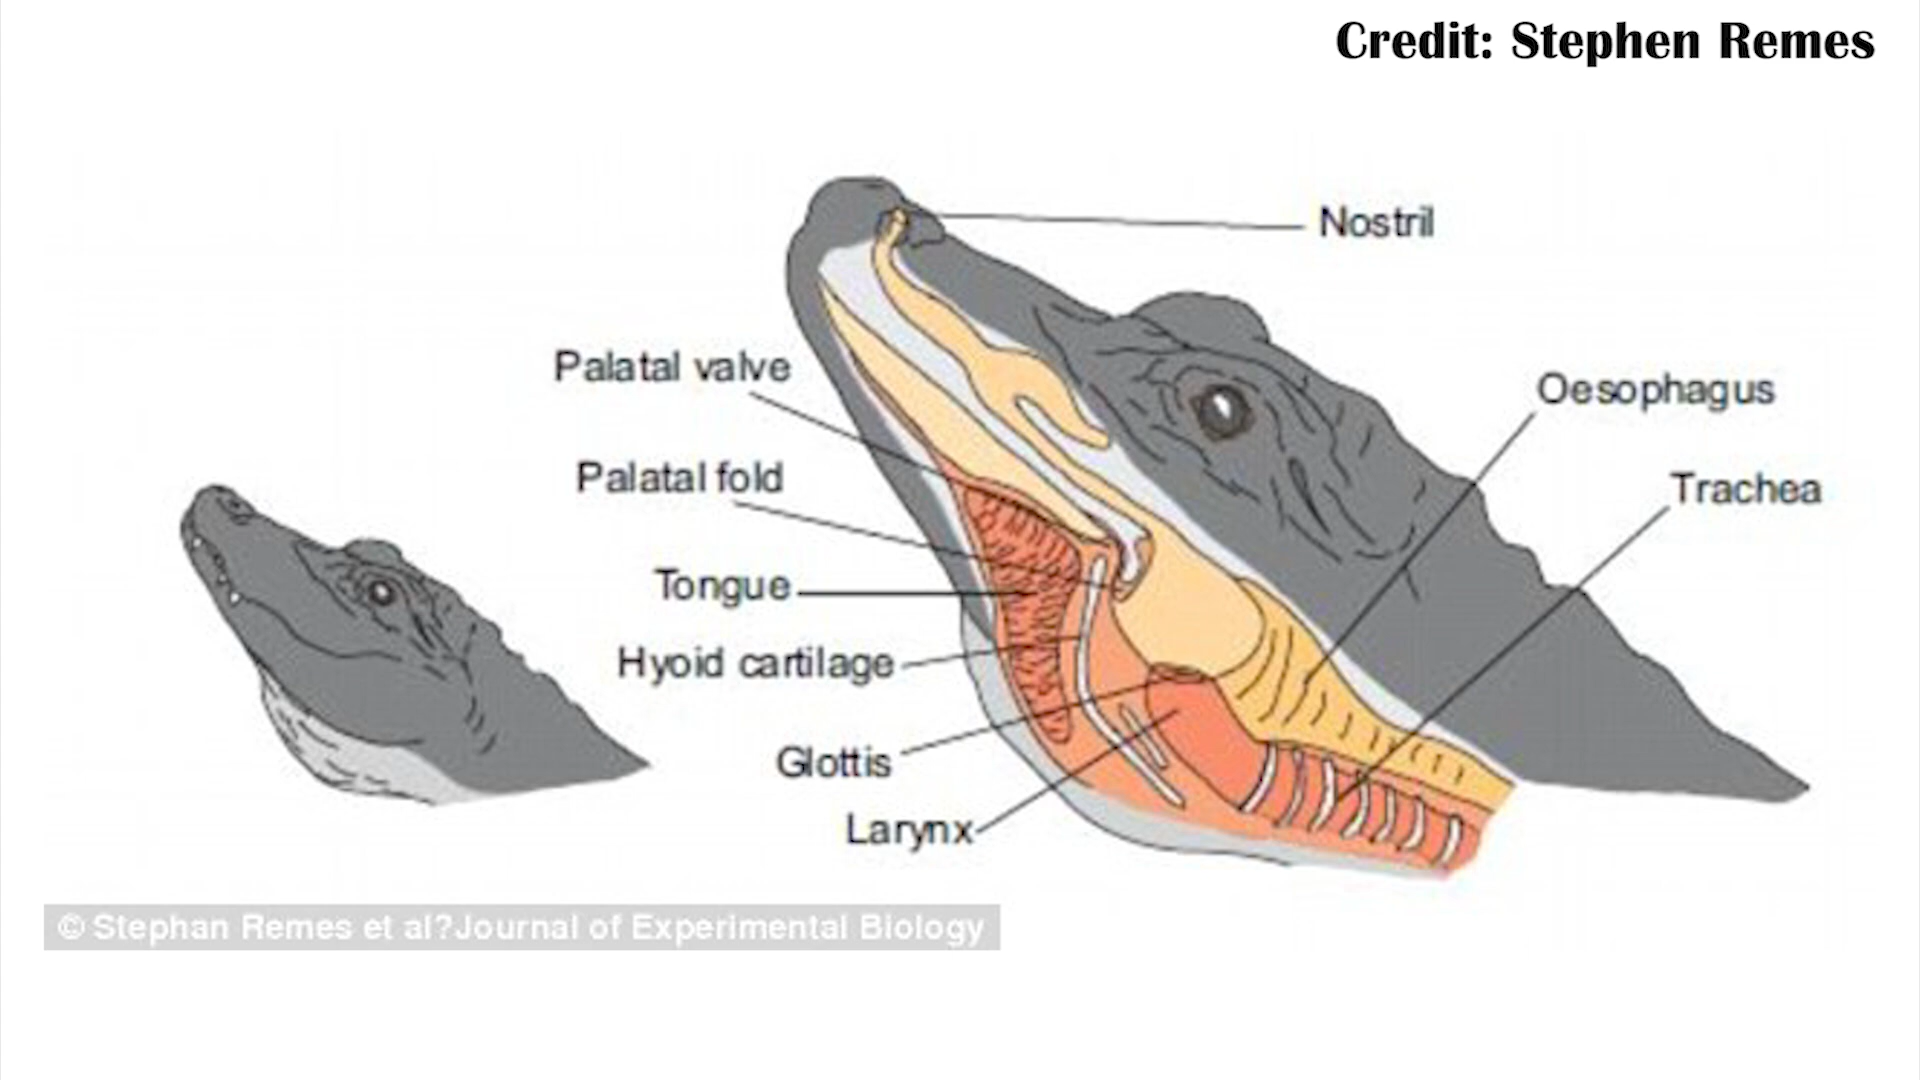 Credit: Stephen Remes
Nostril
Palatal valve
Oesophagus
Palatal fold
Trachea
Tongue
Hyoid cartilage
Glottis
Larynx
© Stephan Remes et al?Journal of Experimental Biology